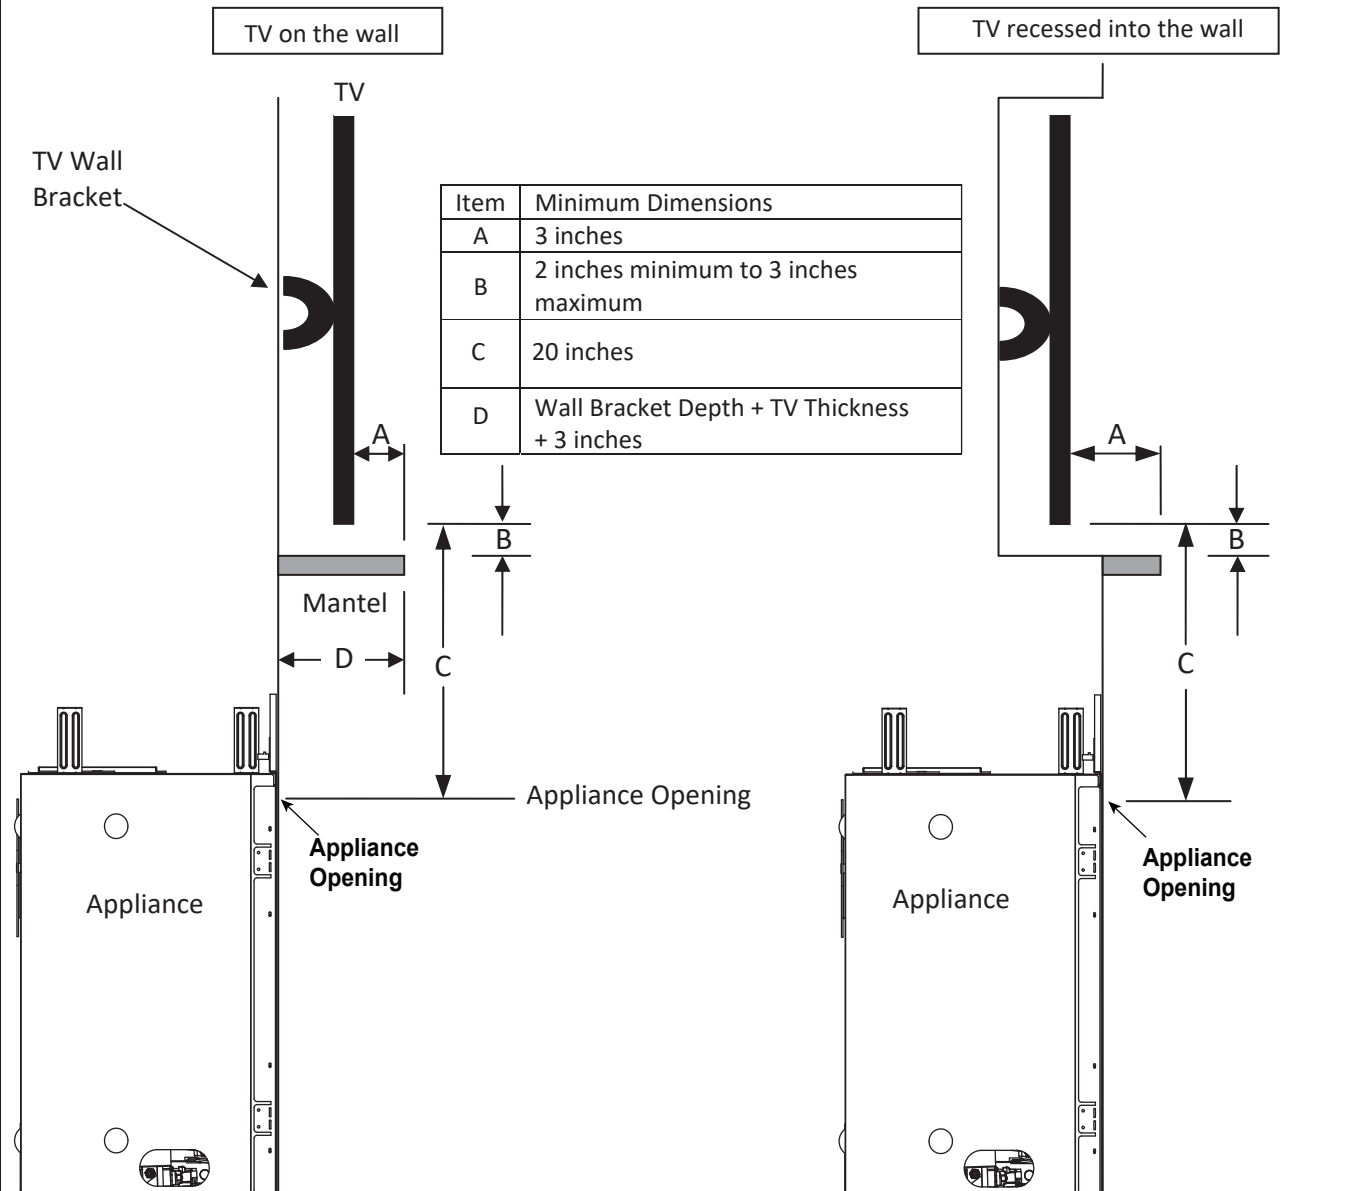 TV on the wall
TV recessed into the wall
TV
TV Wall
Bracket
Item Minimum Dimensions
A 3 inches
B 2 inches minimum to 3 inches
maximum
C 20 inches
D Wall Bracket Depth + TV Thickness
+ 3 inches
A
A
B
B
Mantel
D
C
C
Appliance Opening
Appliance
Opening
Appliance
Opening
Appliance
Appliance